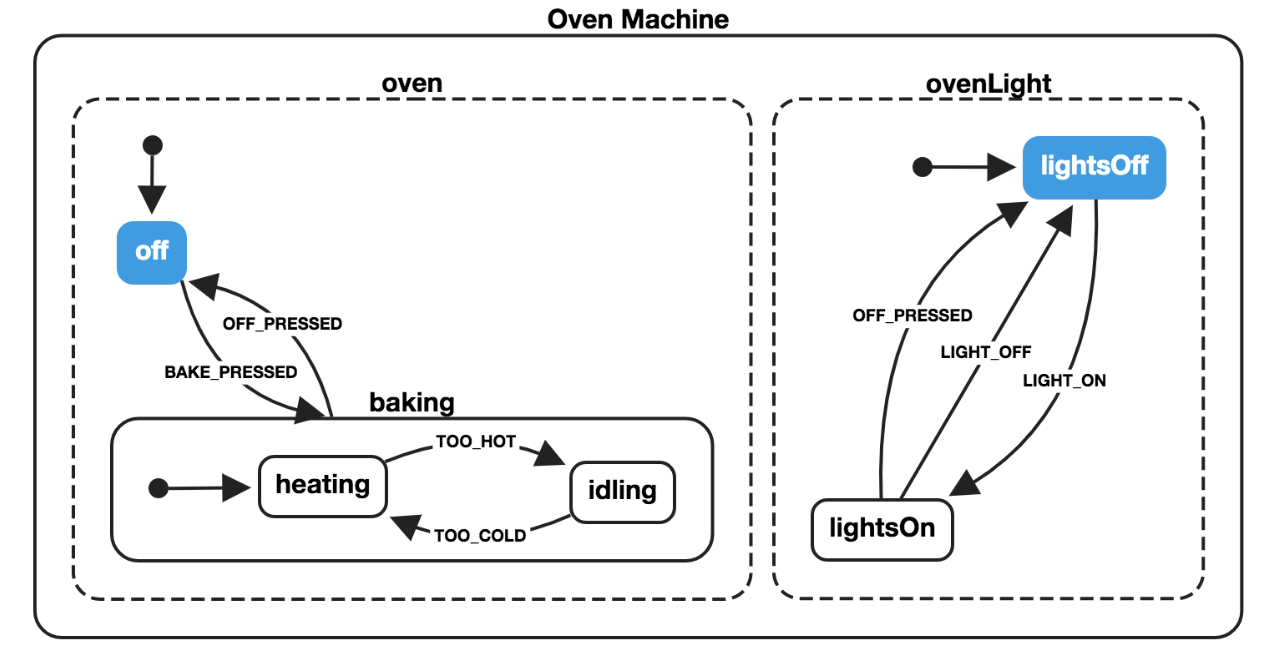 Oven Machine
oven
off
OFF_PRESSED
BAKE_PRESSED
baking
heating
TOO_HOT
idling
TOO_COLD
ovenLight
lightsOff
OFF_PRESSED
LIGHT_OFF
LIGHT_ON
lightsOn